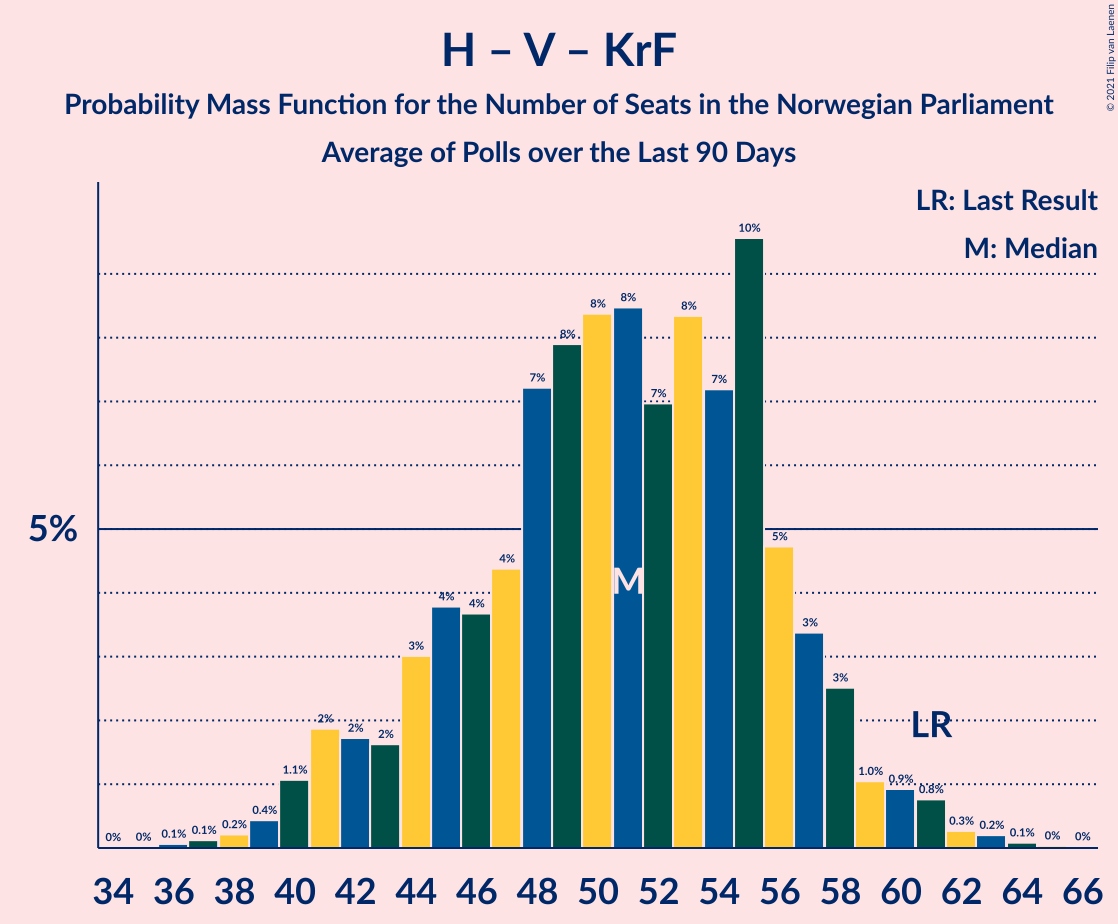 © 2021 Filip van Laenen
H – V – KrF
Probability Mass Function for the Number of Seats in the Norwegian Parliament
Average of Polls over the Last 90 Days
LR: Last Result
M: Median
5%
0% 0% 0.1% 0.1% 0.2% 0.4% 1.1% 2% 2% 2% 3% 4% 4% 4% 7% 8% 8% 8% 7% 8% 7% 10% 5% 3% 3% 1.0% 0.9% 0.8% 0.3% 0.2% 0.1% 0% 0%
M
LR
34 36 38 40 42 44 46 48 50 52 54 56 58 60 62 64 66